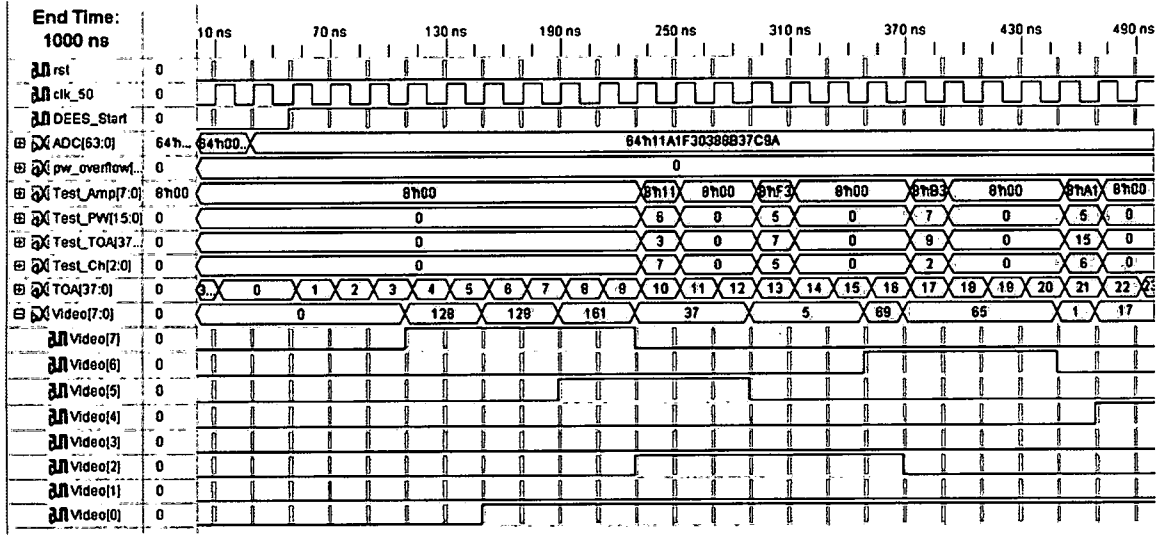 End Time:
1000 ns
10 ns 70 ns 130 ns 190 ns 250 ns 310 ns 370 ns 430 ns 490 ns
rst 0
clk_50 0
DEES_Start 0
ADC[63:0] 64'h... 64'h00..
pw_overflow[... 0 0
Test_Amp[7:0] 8'h00 8'h00 8'h11 8'h00 8'hF3 8'h00 8'hB3 8'h00 8'hA1 8'h00
Test_PW[15:0] 0 0 6 0 5 0 7 0 5 0
Test_TOA[37... 0 0 3 0 7 0 9 0 15 0
Test_Ch[2:0] 0 0 7 0 5 0 2 0 6 0
TOA[37:0] 0 3.. 0 1 2 3 4 5 6 7 8 9 10 11 12 13 14 15 16 17 18 19 20 21 22 23
Video[7:0] 0 0 128 129 161 37 5 69 65 1 17
Video[7] 0
Video[6] 0
Video[5] 0
Video[4] 0
Video[3] 0
Video[2] 0
Video[1] 0
Video[0] 0